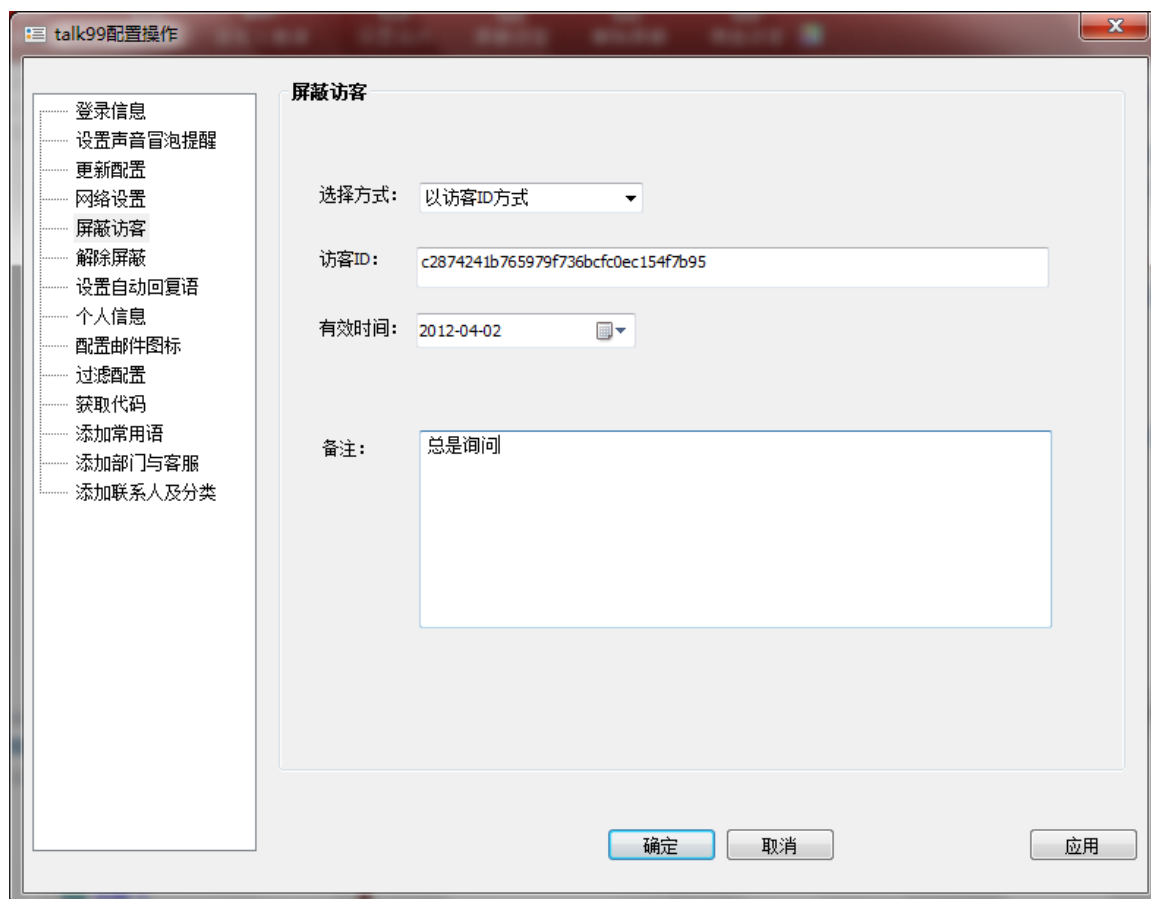 talk99配置操作
登录信息
设置声音冒泡提醒
更新配置
网络设置
屏蔽访客
解除屏蔽
设置自动回复语
个人信息
配置邮件图标
过滤配置
获取代码
添加常用语
添加部门与客服
添加联系人及分类
屏蔽访客
选择方式： 以访客ID方式
访客ID： c2874241b765979f736bcfc0ec154f7b95
有效时间： 2012-04-02
备注： 总是询问
确定 取消 应用